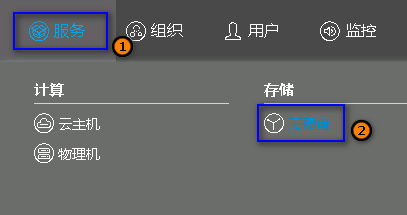 服务 ① 组织 用户 监控
计算 存储
云主机 ②
物理机